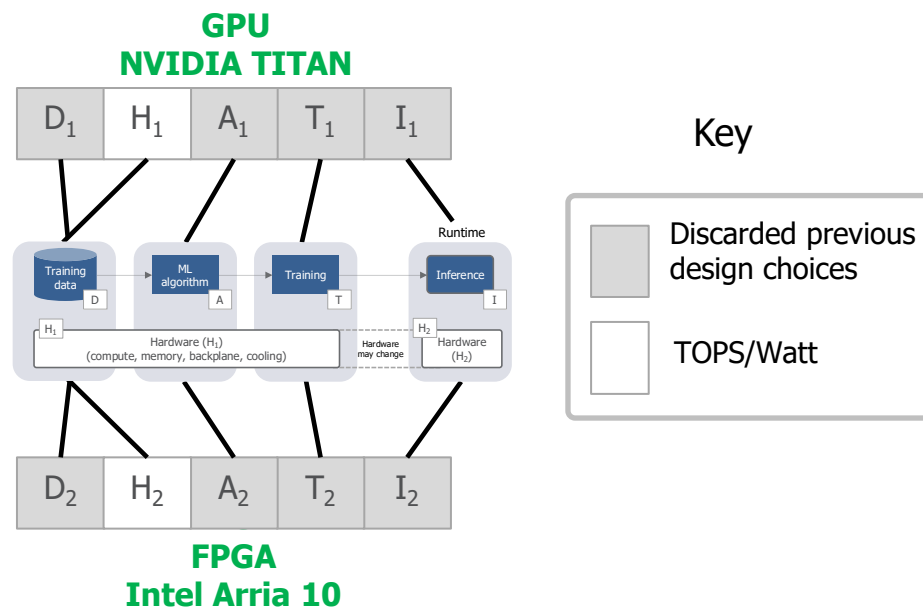 GPU
NVIDIA TITAN
D₁ H₁ A₁ T₁ I₁
Key
Discarded previous
design choices
TOPS/Watt
Runtime
Training
data
D
ML
algorithm
A
Training
T
Inference
I
H₁
Hardware (H₁)
(compute, memory, backplane, cooling)
Hardware
may change
H₂
Hardware
(H₂)
D₂ H₂ A₂ T₂ I₂
FPGA
Intel Arria 10